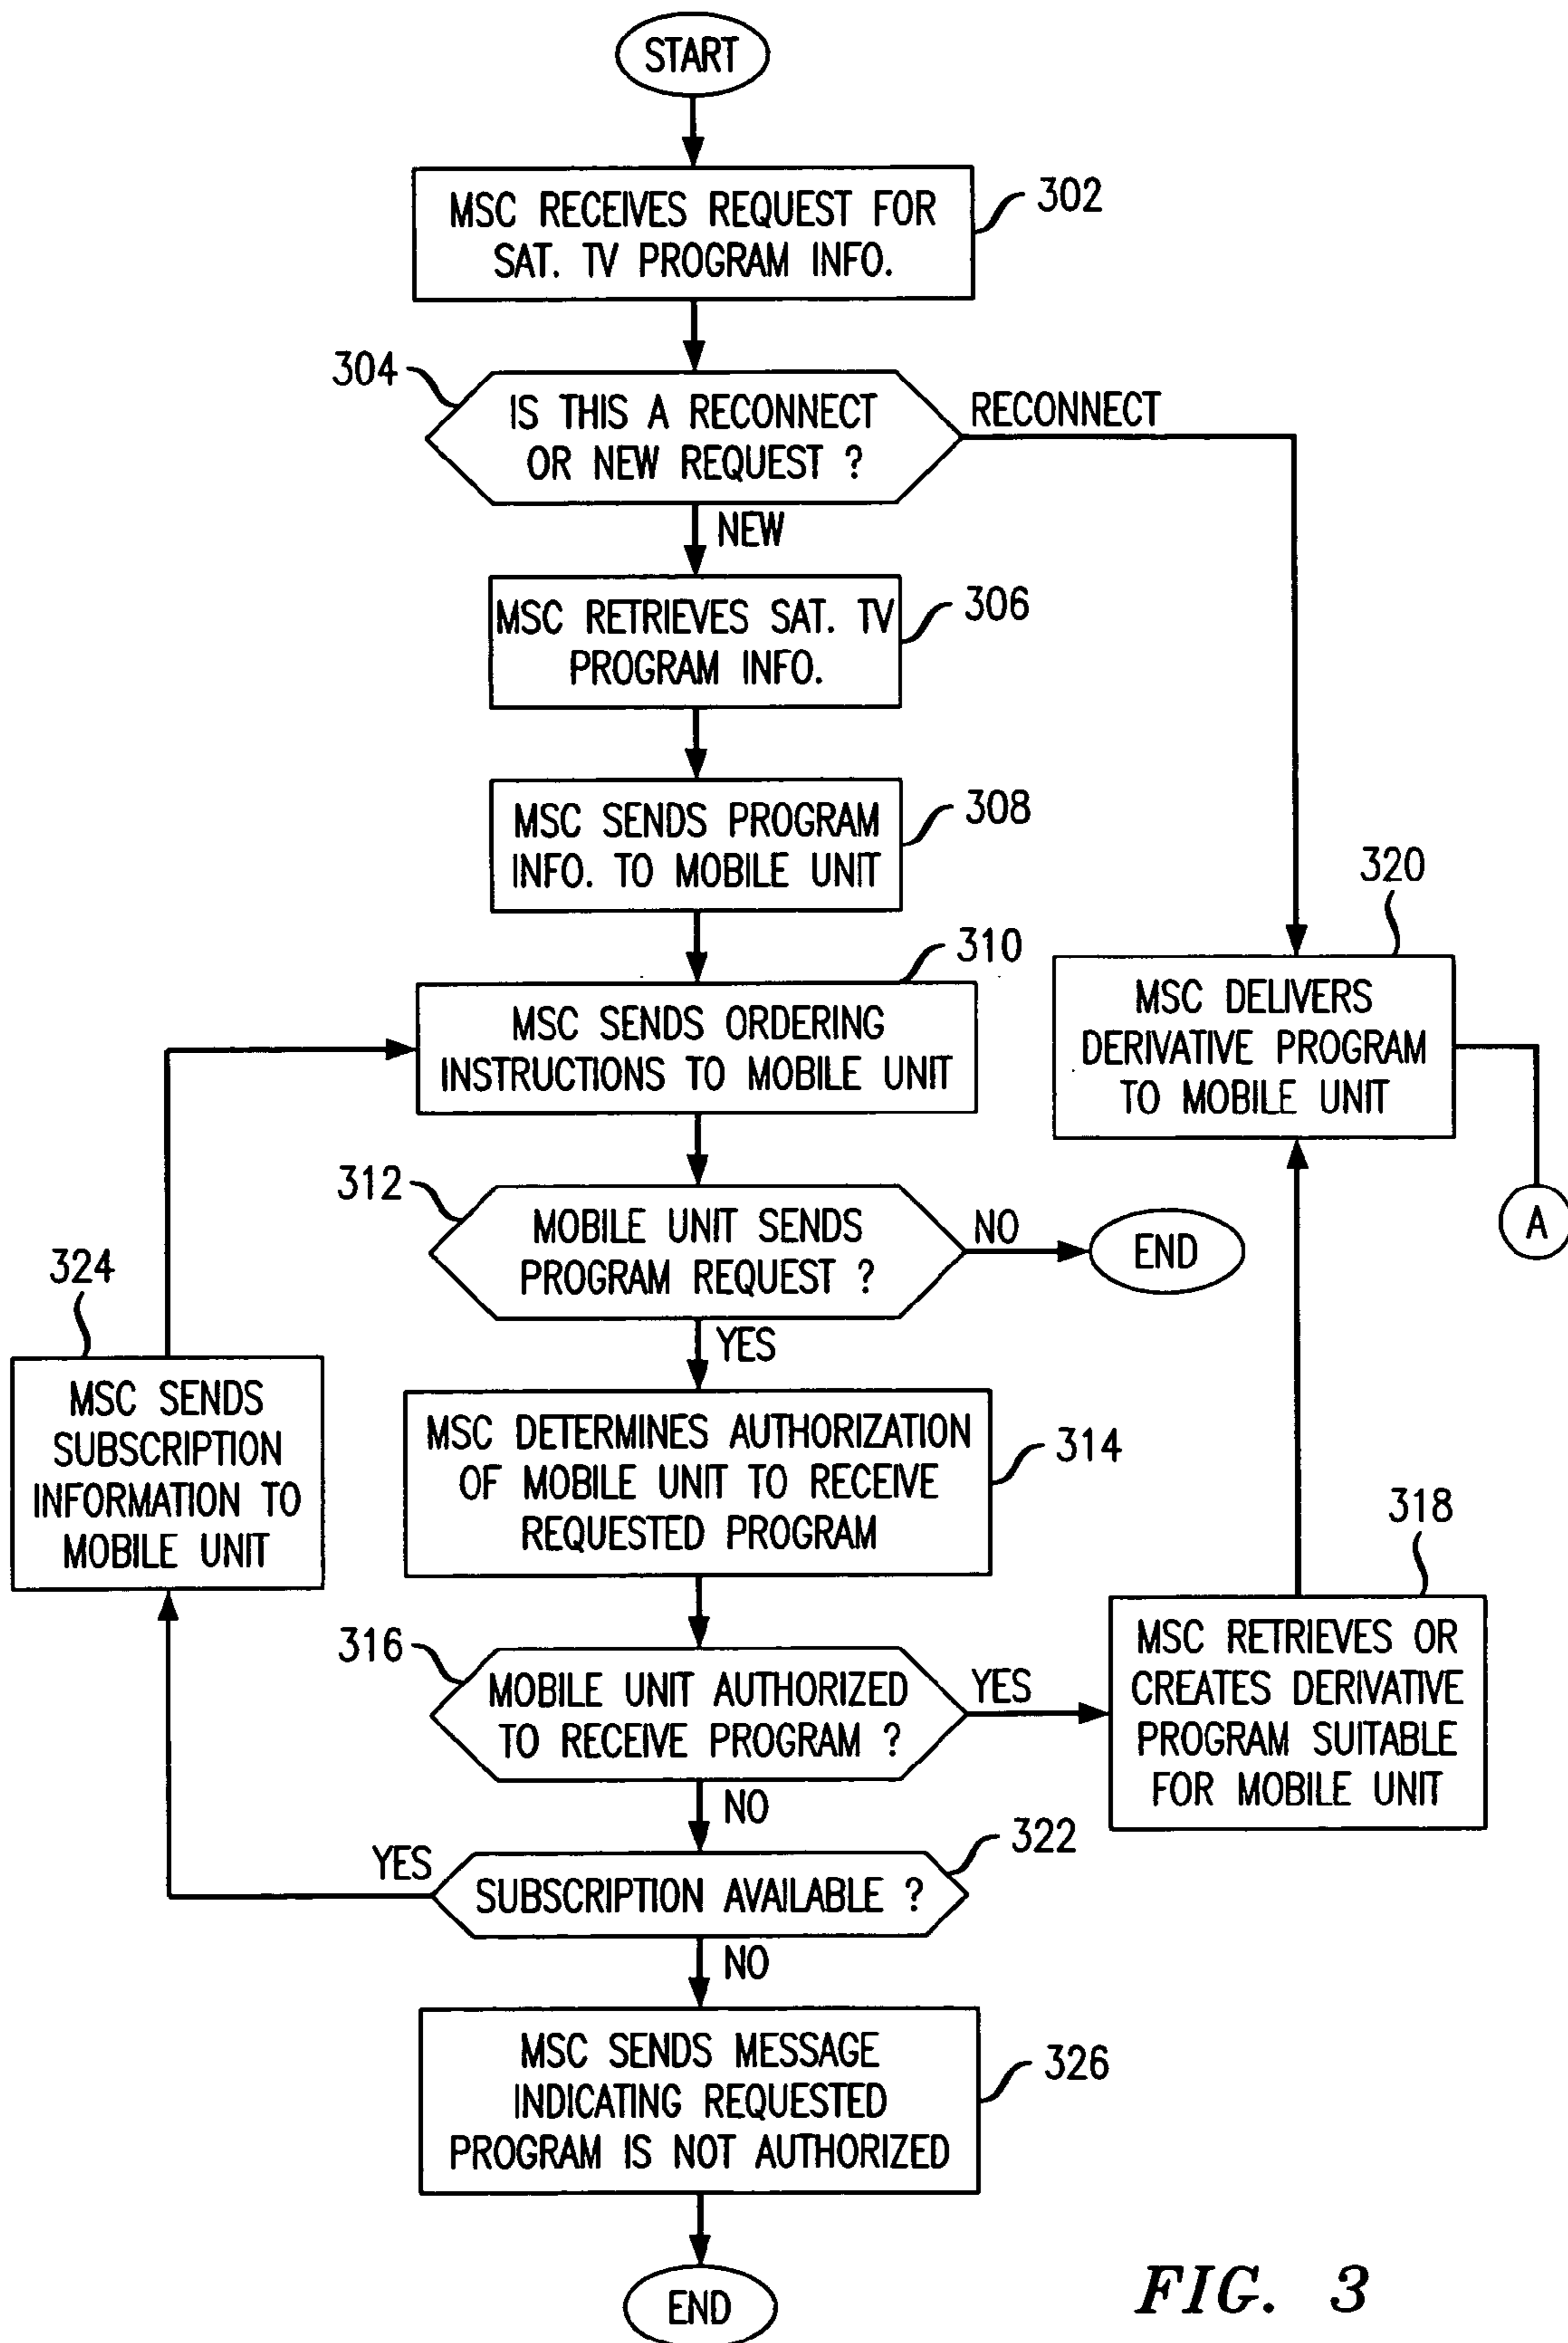 START
MSC RECEIVES REQUEST FOR
SAT. TV PROGRAM INFO.
302
304
IS THIS A RECONNECT
OR NEW REQUEST ?
RECONNECT
NEW
MSC RETRIEVES SAT. TV
PROGRAM INFO.
306
MSC SENDS PROGRAM
INFO. TO MOBILE UNIT
308
MSC SENDS ORDERING
INSTRUCTIONS TO MOBILE UNIT
310
320
MSC DELIVERS
DERIVATIVE PROGRAM
TO MOBILE UNIT
A
312
MOBILE UNIT SENDS
PROGRAM REQUEST ?
NO
END
YES
324
MSC SENDS
SUBSCRIPTION
INFORMATION TO
MOBILE UNIT
MSC DETERMINES AUTHORIZATION
OF MOBILE UNIT TO RECEIVE
REQUESTED PROGRAM
314
316
MOBILE UNIT AUTHORIZED
TO RECEIVE PROGRAM ?
YES
318
MSC RETRIEVES OR
CREATES DERIVATIVE
PROGRAM SUITABLE
FOR MOBILE UNIT
NO
322
YES
SUBSCRIPTION AVAILABLE ?
NO
MSC SENDS MESSAGE
INDICATING REQUESTED
PROGRAM IS NOT AUTHORIZED
326
END
FIG. 3